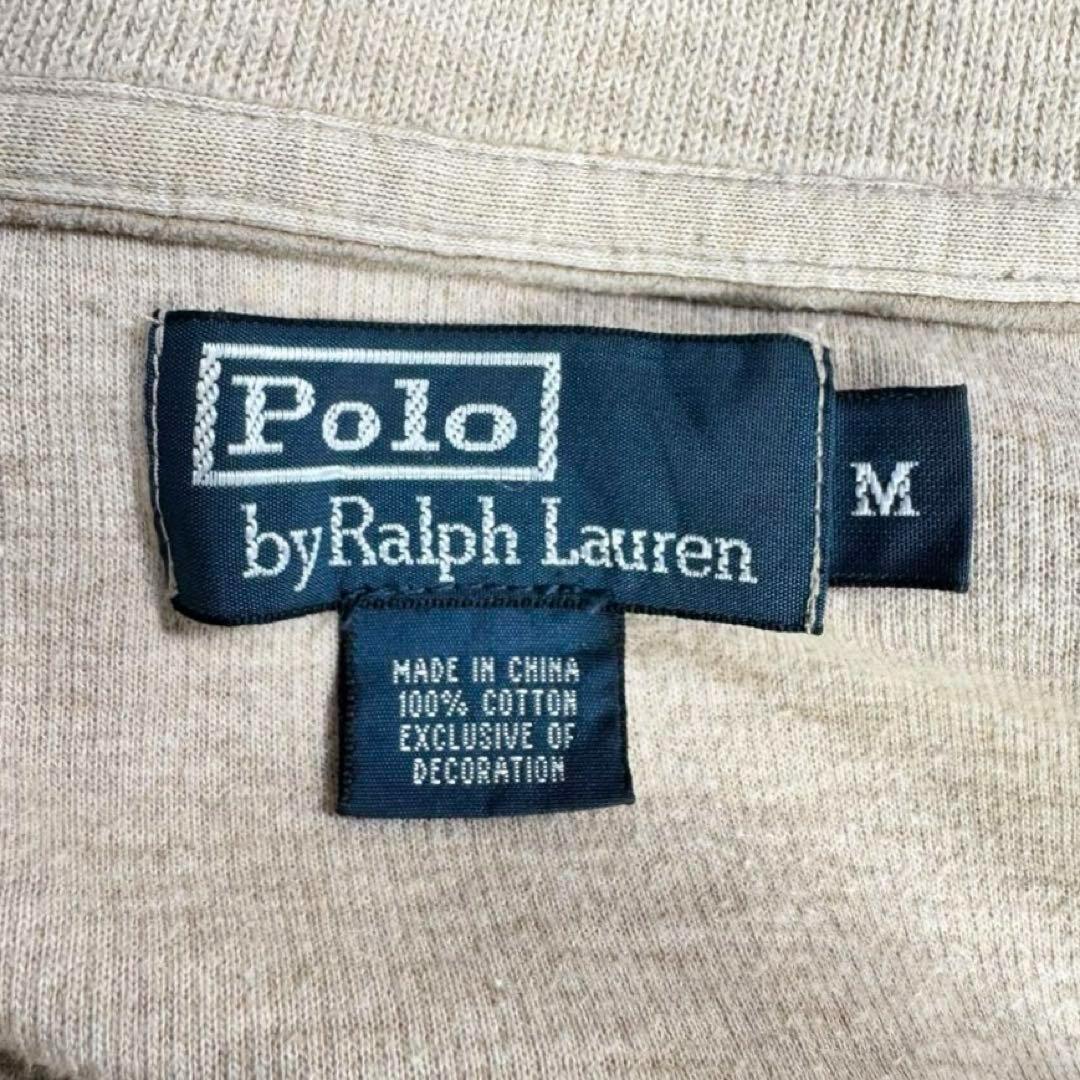 Polo
by Ralph Lauren
M
MADE IN CHINA
100% COTTON
EXCLUSIVE OF
DECORATION